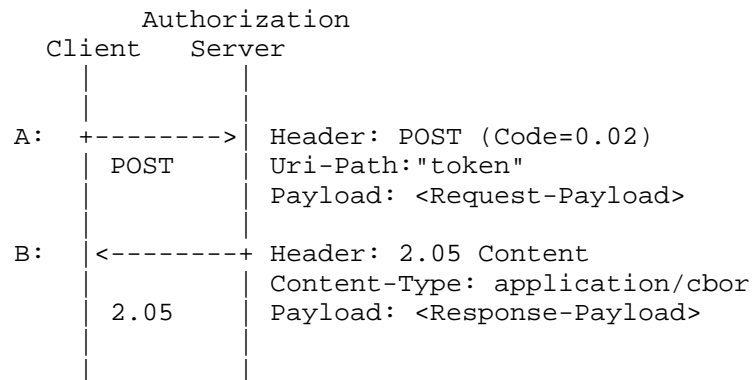 Authorization
  Client   Server
    |         |
    |         |
A:  +-------->| Header: POST (Code=0.02)
    |  POST   | Uri-Path:"token"
    |         | Payload: <Request-Payload>
    |         |
B:  |<--------+ Header: 2.05 Content
    |         | Content-Type: application/cbor
    |  2.05   | Payload: <Response-Payload>
    |         |
    |         |